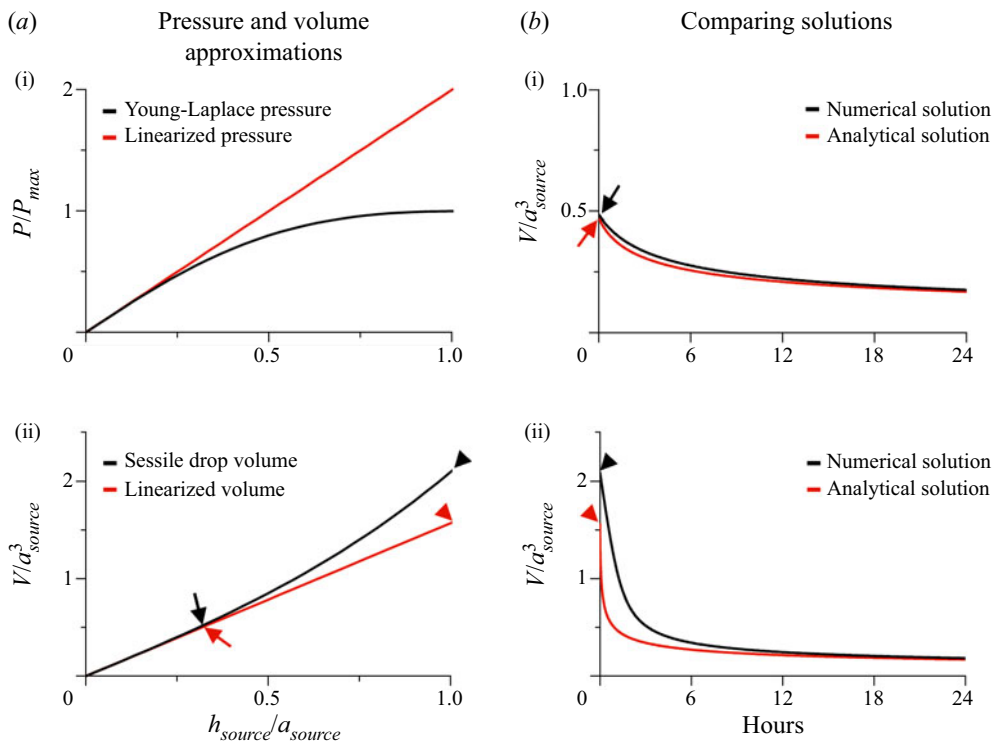 (a) Pressure and volume
approximations
(b) Comparing solutions
(i)
2
1
0
P/P_max
Young-Laplace pressure
Linearized pressure
0.5
1.0
(i)
1.0
0.5
V/a³_source
Numerical solution
Analytical solution
0
6
12
18
24
(ii)
2
1
0
V/a³_source
Sessile drop volume
Linearized volume
0.5
1.0
h_source/a_source
(ii)
2
1
V/a³_source
Numerical solution
Analytical solution
0
6
12
18
24
Hours